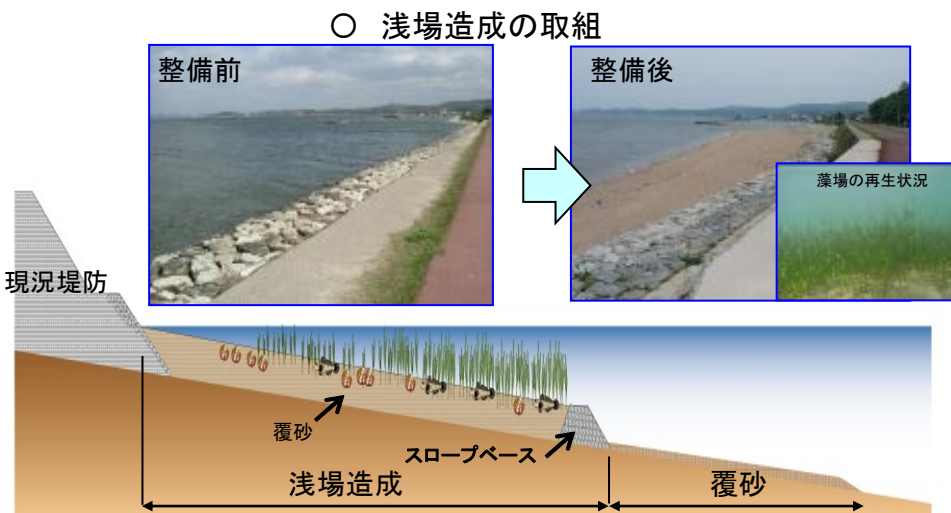 ○ 浅場造成の取組
整備前
整備後
藻場の再生状況
現況堤防
覆砂
スロープベース
浅場造成
覆砂